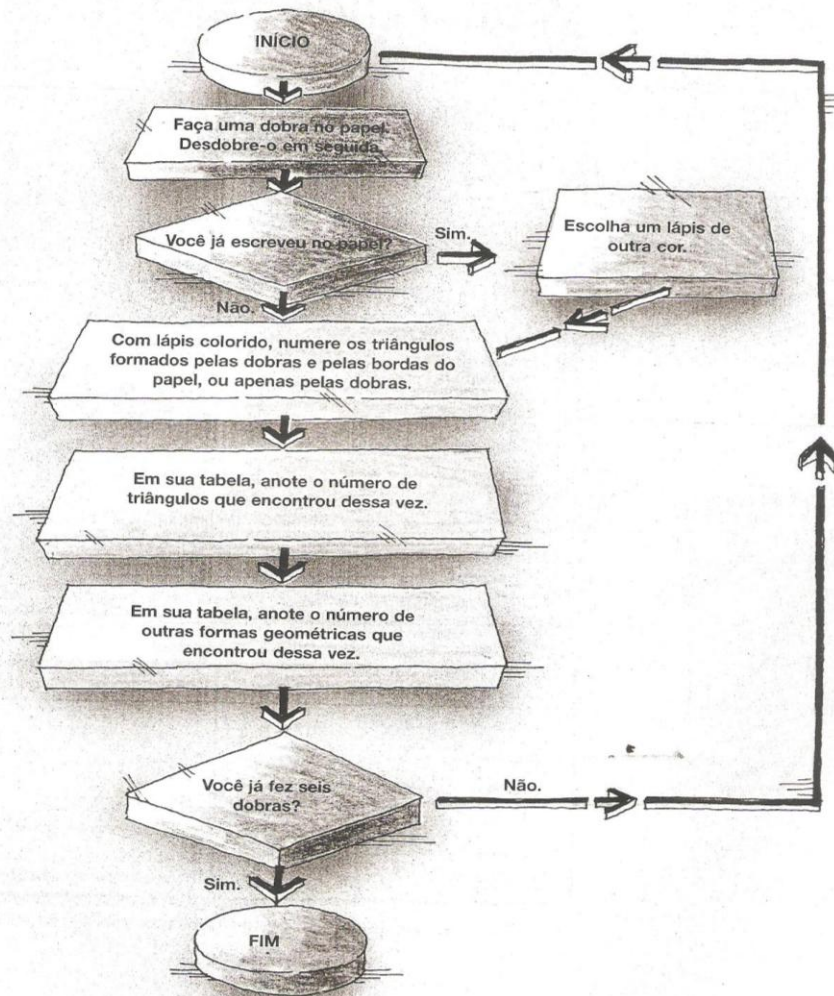 INÍCIO
Faça uma dobra no papel.
Desdobre-o em seguida.
Você já escreveu no papel?
Sim.
Escolha um lápis de
outra cor.
Não.
Com lápis colorido, numere os triângulos
formados pelas dobras e pelas bordas do
papel, ou apenas pelas dobras.
Em sua tabela, anote o número de
triângulos que encontrou dessa vez.
Em sua tabela, anote o número de
outras formas geométricas que
encontrou dessa vez.
Você já fez seis
dobras?
Não.
Sim.
FIM